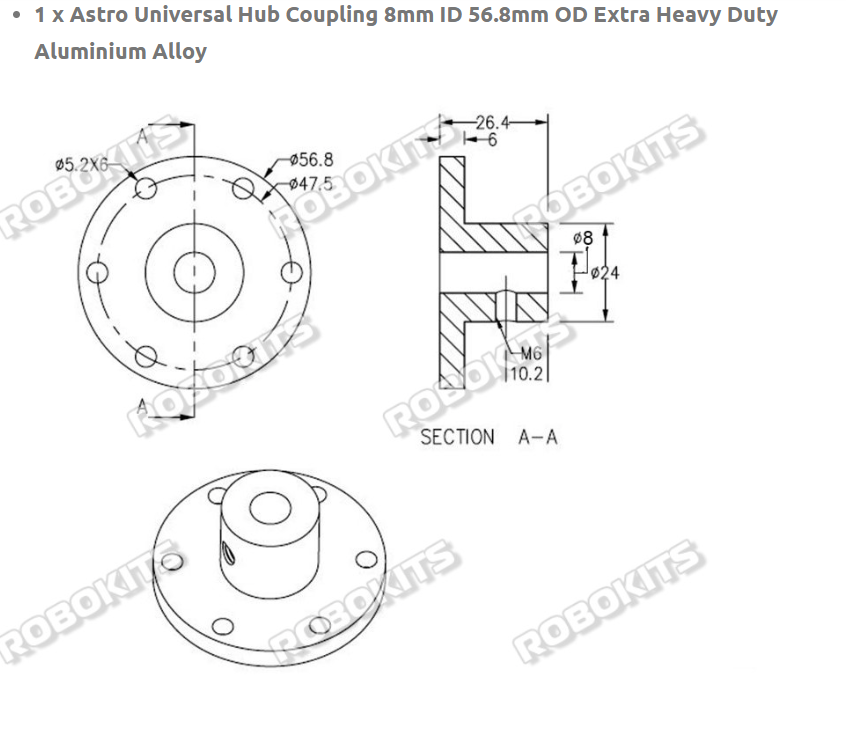 • 1 x Astro Universal Hub Coupling 8mm ID 56.8mm OD Extra Heavy Duty
Aluminium Alloy
A
ø5.2X6
ø56.8
ø47.5
A
26.4
6
ø8
ø24
M6
10.2
SECTION A-A
ROBOKITS
ROBOKITS
ROBOKITS
ROBOKITS
ROBOKITS
ROBOKITS
ROBOKITS
ROBOKITS